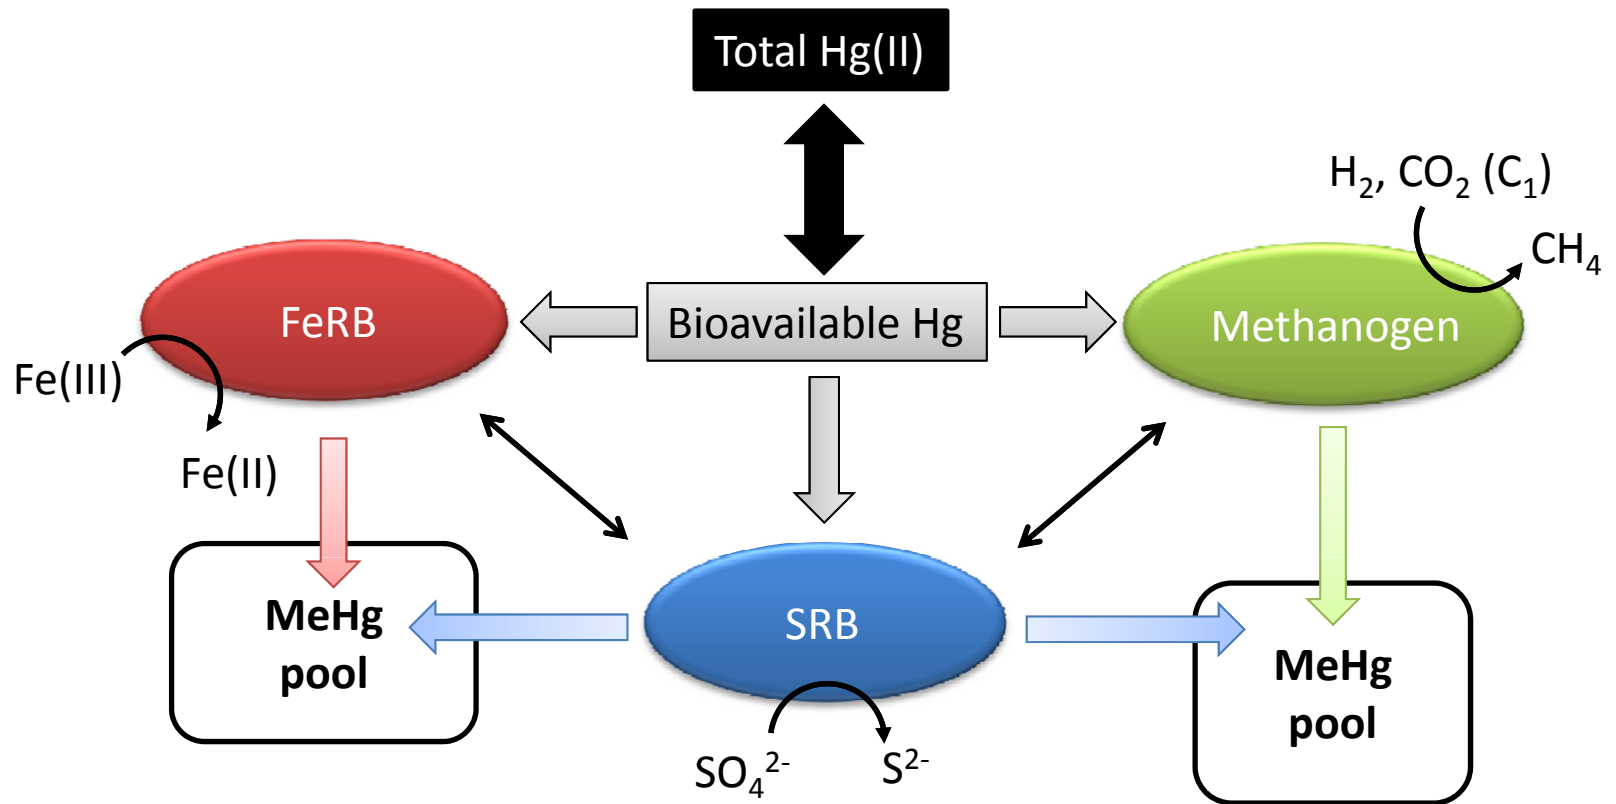 Total Hg(II)
H₂, CO₂ (C₁)
CH₄
FeRB
Bioavailable Hg
Methanogen
Fe(III)
Fe(II)
MeHg
pool
SRB
MeHg
pool
SO₄²⁻
S²⁻